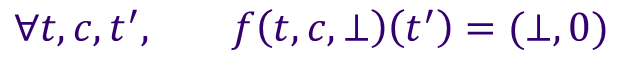 ∀𝑡, 𝑐, 𝑡′, 𝑓(𝑡, 𝑐, ⊥)(𝑡′) = (⊥, 0)